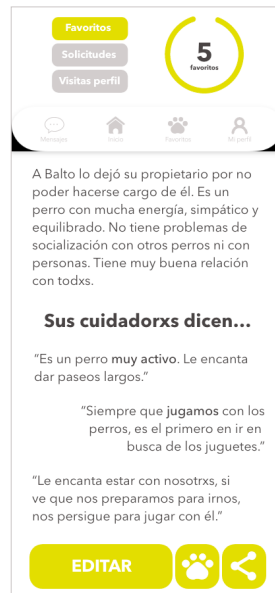 Favoritos
Solicitudes
Visitas perfil
5
favoritos
Mensajes
Inicio
Favoritos
Mi perfil
A Balto lo dejó su propietario por no
poder hacerse cargo de él. Es un
perro con mucha energía, simpático y
equilibrado. No tiene problemas de
socialización con otros perros ni con
personas. Tiene muy buena relación
con todxs.
Sus cuidadorxs dicen...
“Es un perro muy activo. Le encanta
dar paseos largos.”
“Siempre que jugamos con los
perros, es el primero en ir en
busca de los juguetes.”
“Le encanta estar con nosotrxs, si
ve que nos preparamos para irnos,
nos persigue para jugar con él.”
EDITAR